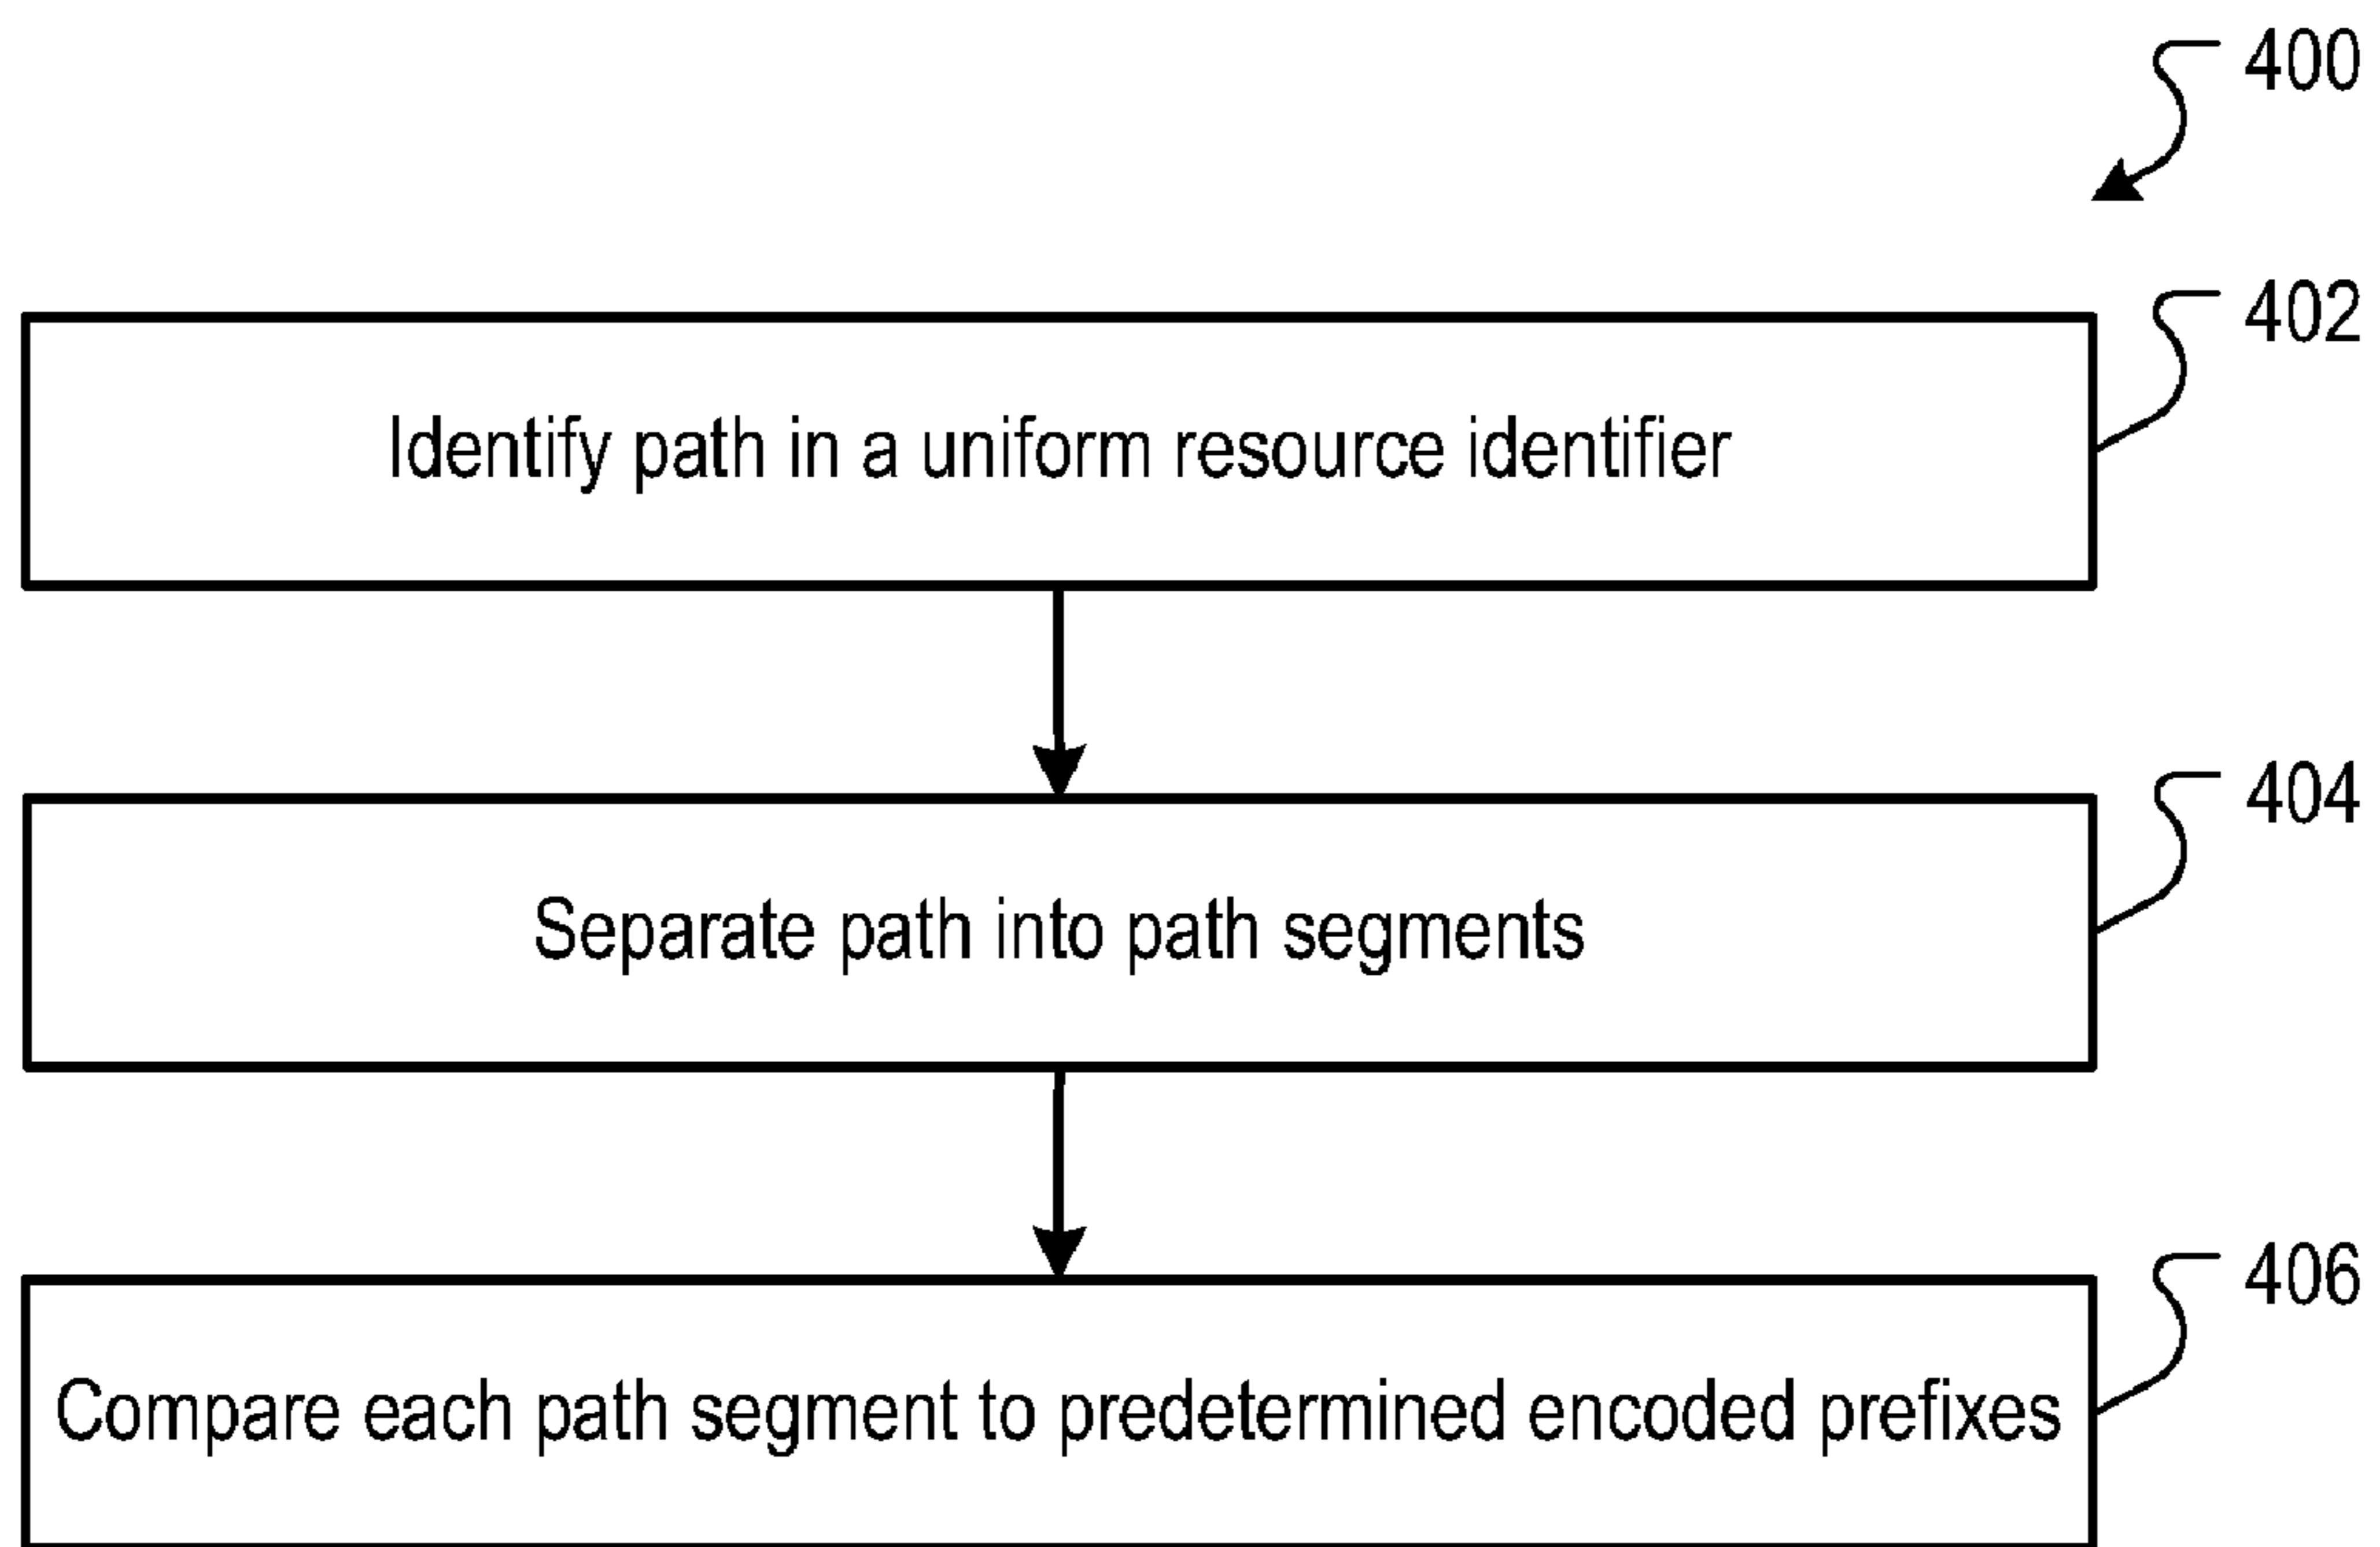 400
402
Identify path in a uniform resource identifier
404
Separate path into path segments
406
Compare each path segment to predetermined encoded prefixes